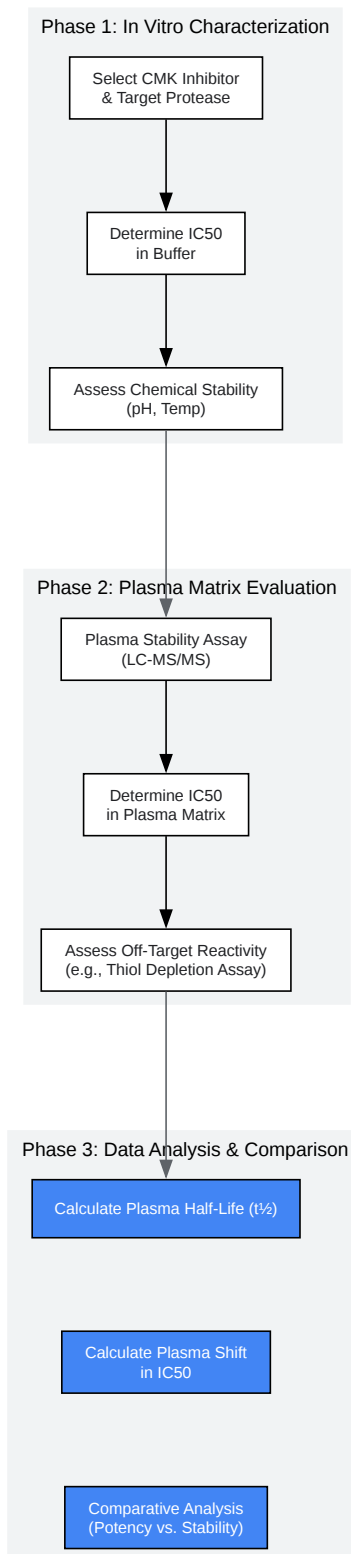 Phase 1: In Vitro Characterization
Select CMK Inhibitor
& Target Protease
Determine IC50
in Buffer
Assess Chemical Stability
(pH, Temp)
Phase 2: Plasma Matrix Evaluation
Plasma Stability Assay
(LC-MS/MS)
Determine IC50
in Plasma Matrix
Assess Off-Target Reactivity
(e.g., Thiol Depletion Assay)
Phase 3: Data Analysis & Comparison
Calculate Plasma Half-Life (t½)
Calculate Plasma Shift
in IC50
Comparative Analysis
(Potency vs. Stability)